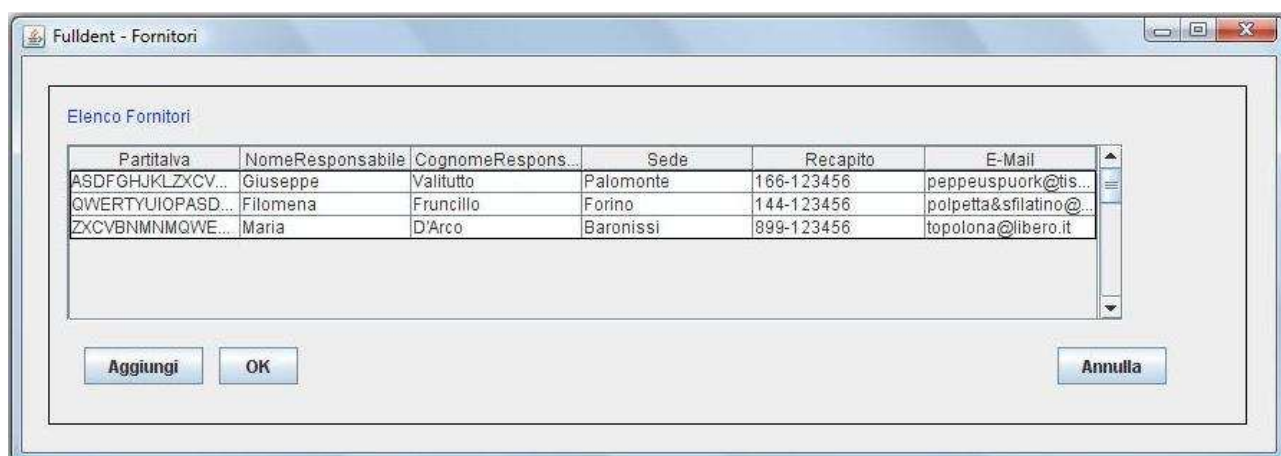 Fulldent - Fornitori
Elenco Fornitori
PartitaIva NomeResponsabile CognomeRespons... Sede Recapito E-Mail
ASDFGHJKLZXCV... Giuseppe Valitutto Palomonte 166-123456 peppeuspuork@tis...
QWERTYUIOPASD... Filomena Fruncillo Forino 144-123456 polpetta&sfilatino@...
ZXCVBNMNMQWE... Maria D'Arco Baronissi 899-123456 topolona@libero.it
Aggiungi OK Annulla